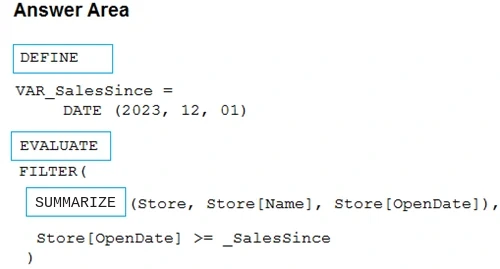 Answer Area
DEFINE
VAR_SalesSince =
DATE (2023, 12, 01)
EVALUATE
FILTER(
SUMMARIZE (Store, Store[Name], Store[OpenDate]),
Store[OpenDate] >= _SalesSince
)